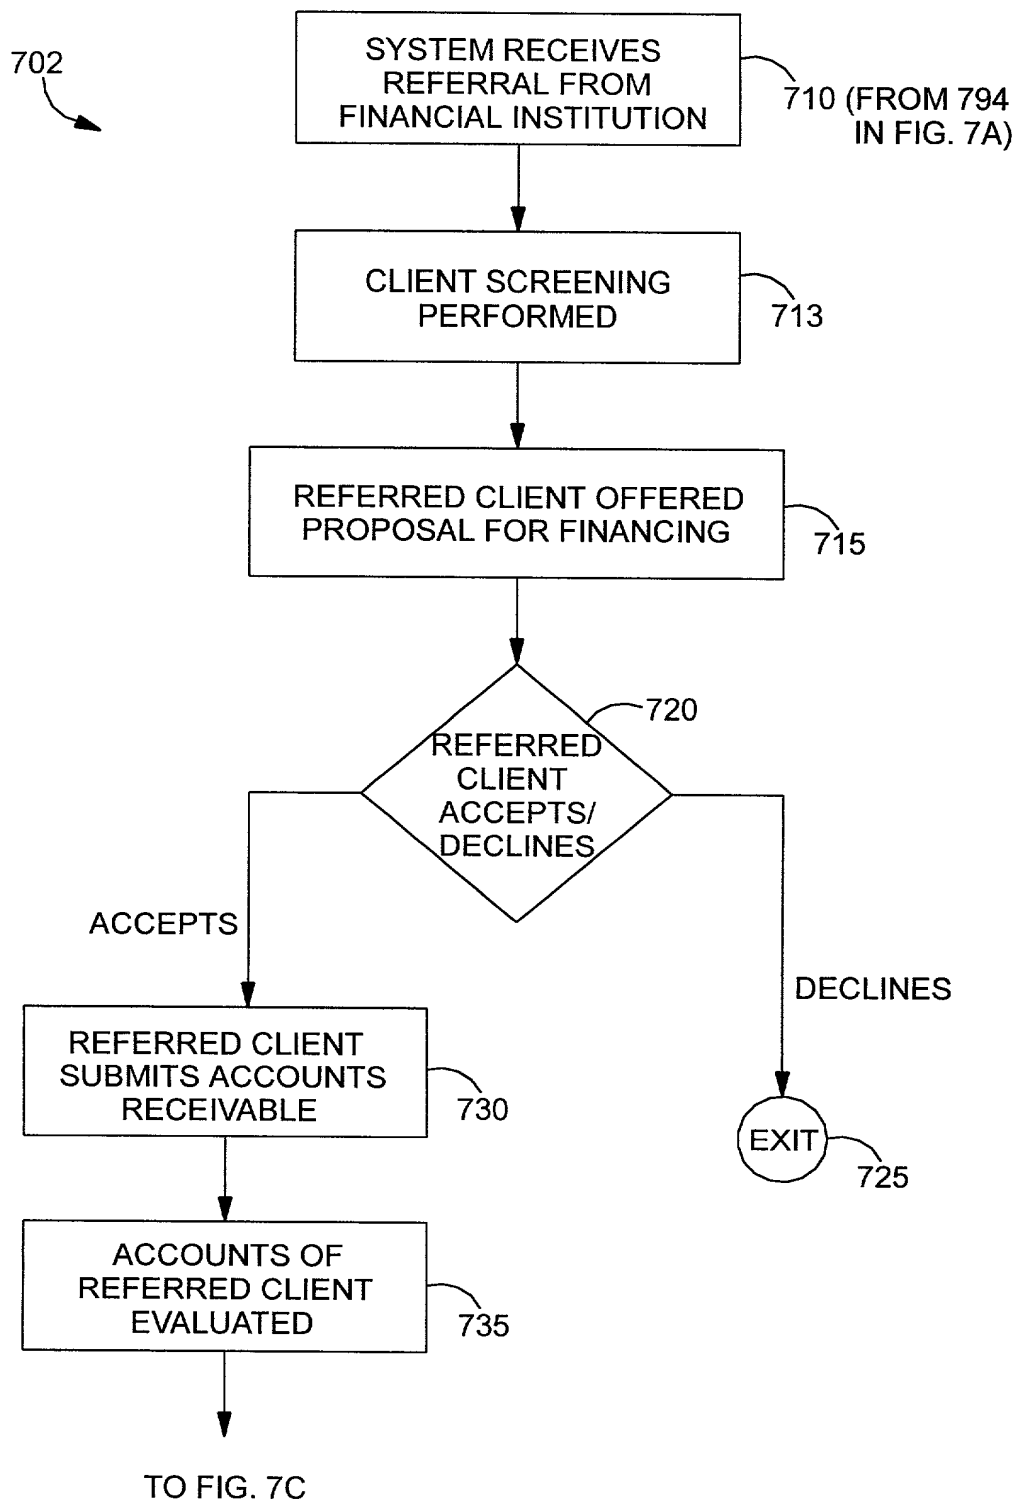 702
SYSTEM RECEIVES
REFERRAL FROM
FINANCIAL INSTITUTION
710 (FROM 794
IN FIG. 7A)
CLIENT SCREENING
PERFORMED
713
REFERRED CLIENT OFFERED
PROPOSAL FOR FINANCING
715
720
REFERRED
CLIENT
ACCEPTS/
DECLINES
ACCEPTS
DECLINES
REFERRED CLIENT
SUBMITS ACCOUNTS
RECEIVABLE
730
EXIT
725
ACCOUNTS OF
REFERRED CLIENT
EVALUATED
735
TO FIG. 7C